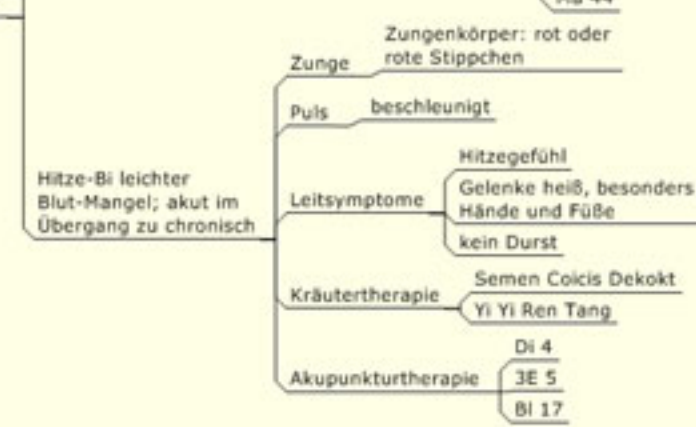 Zungenkörper: rot oder
rote Stippchen
Zunge
Puls
beschleunigt
Hitze-Bi leichter
Blut-Mangel; akut im
Übergang zu chronisch
Leitsymptome
Hitzegefühl
Gelenke heiß, besonders
Hände und Füße
kein Durst
Kräutertherapie
Semen Coicis Dekokt
Yi Yi Ren Tang
Akupunkturtherapie
Di 4
3E 5
Bl 17